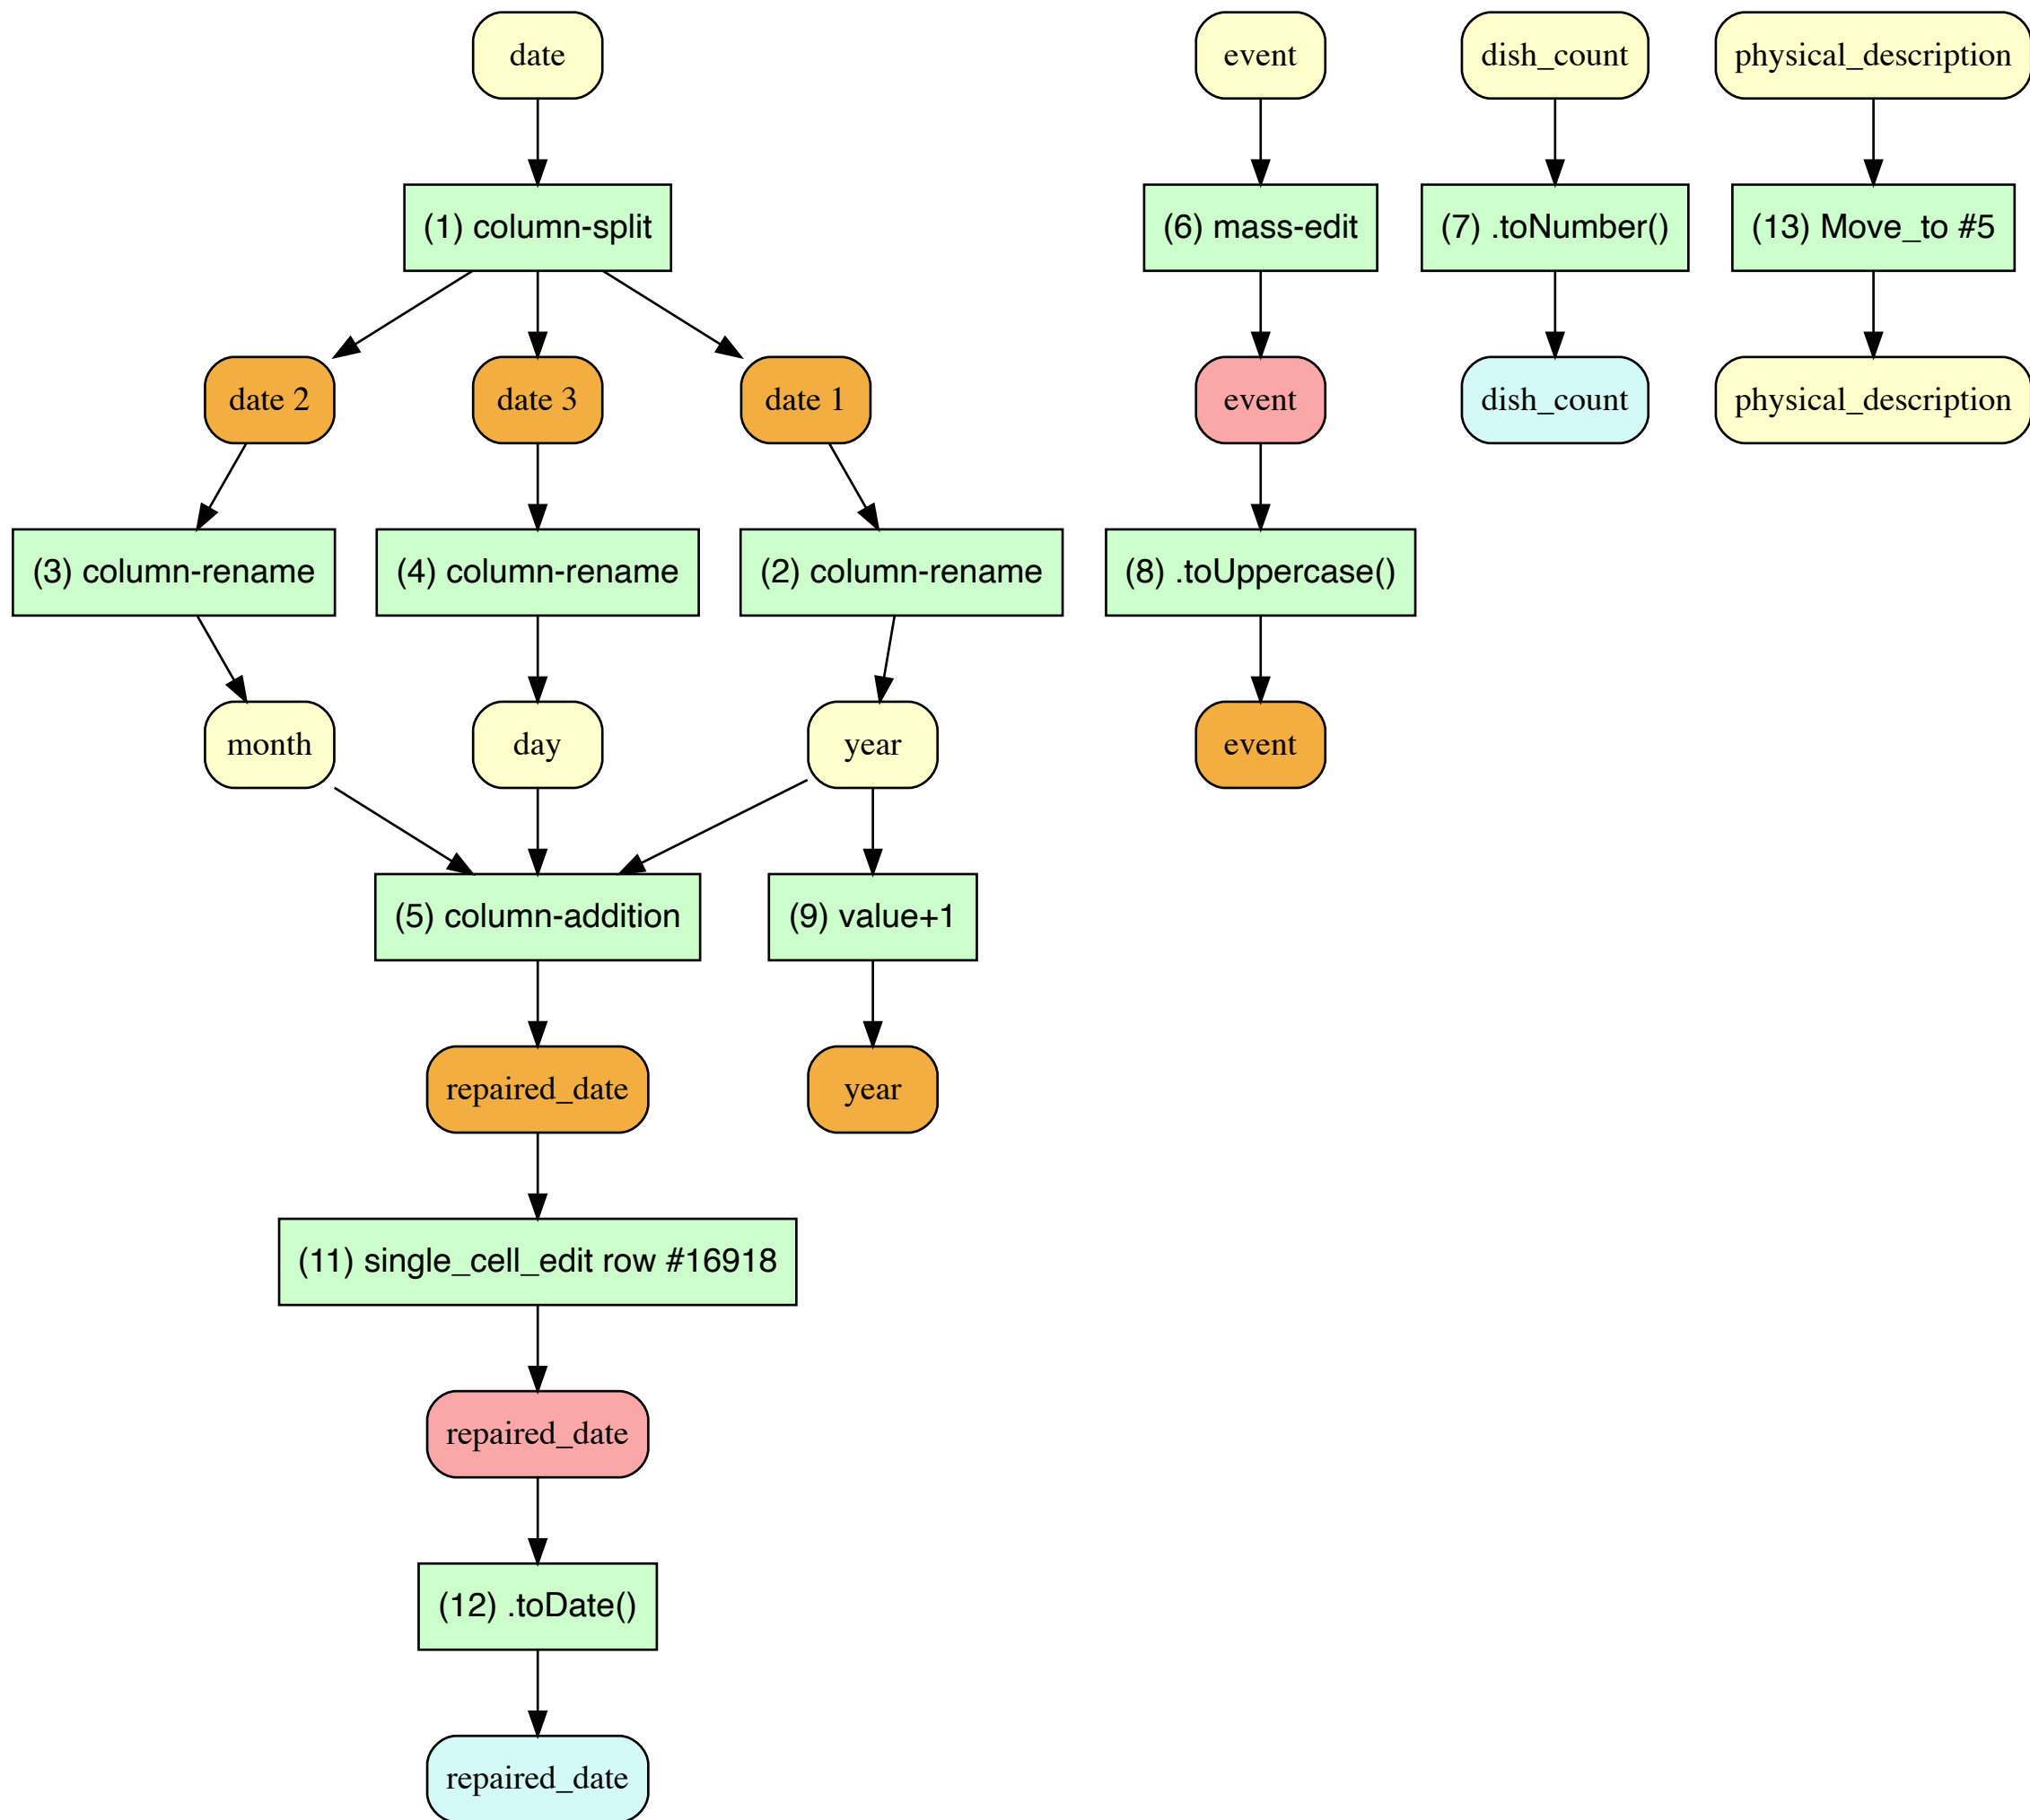 date
event
dish_count
physical_description
(1) column-split
(6) mass-edit
(7) .toNumber()
(13) Move_to #5
date 2
date 3
date 1
event
dish_count
physical_description
(3) column-rename
(4) column-rename
(2) column-rename
(8) .toUppercase()
month
day
year
event
(5) column-addition
(9) value+1
repaired_date
year
(11) single_cell_edit row #16918
repaired_date
(12) .toDate()
repaired_date